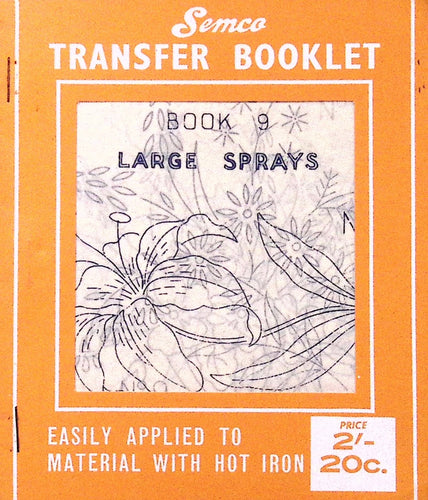 Semco
TRANSFER BOOKLET
BOOK 9
LARGE SPRAYS
EASILY APPLIED TO
MATERIAL WITH HOT IRON
PRICE
2/-
20c.